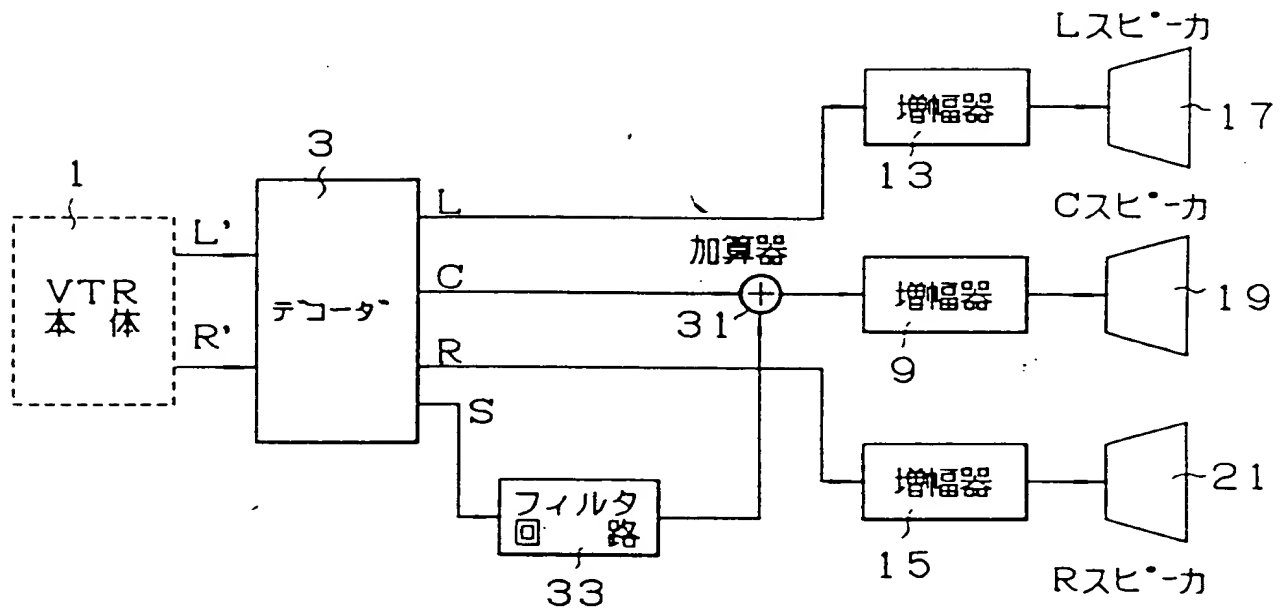 Lスピーカ
増幅器
13
17
3
1
L
L'
VTR
本体
R'
デコーダ
C
加算器
31
増幅器
9
Cスピーカ
19
R
S
フィルタ
回路
33
増幅器
15
21
Rスピーカ